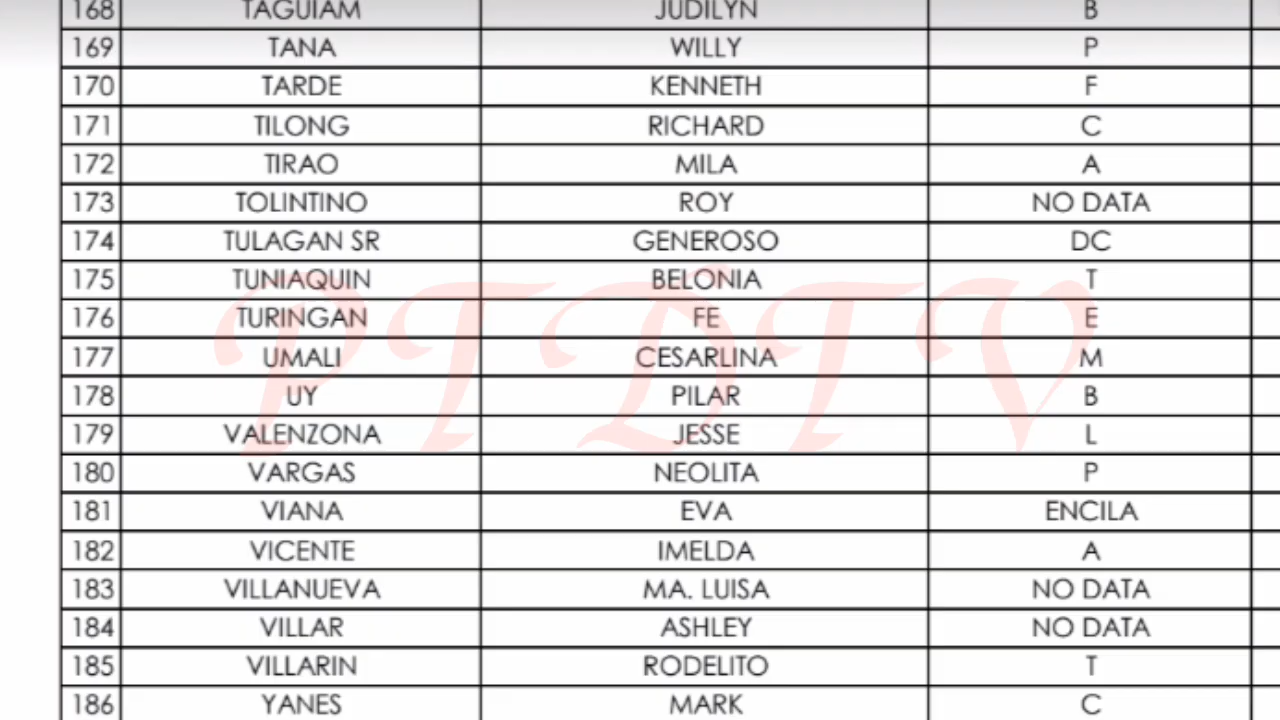 168 TAGUIAM JUDILYN B
169 TANA WILLY P
170 TARDE KENNETH F
171 TILONG RICHARD C
172 TIRAO MILA A
173 TOLINTINO ROY NO DATA
174 TULAGAN SR GENEROSO DC
175 TUNIAQUIN BELONIA T
176 TURINGAN FE E
177 UMALI CESARLINA M
178 UY PILAR B
179 VALENZONA JESSE L
180 VARGAS NEOLITA P
181 VIANA EVA ENCILA
182 VICENTE IMELDA A
183 VILLANUEVA MA. LUISA NO DATA
184 VILLAR ASHLEY NO DATA
185 VILLARIN RODELITO T
186 YANES MARK C
PTDTV